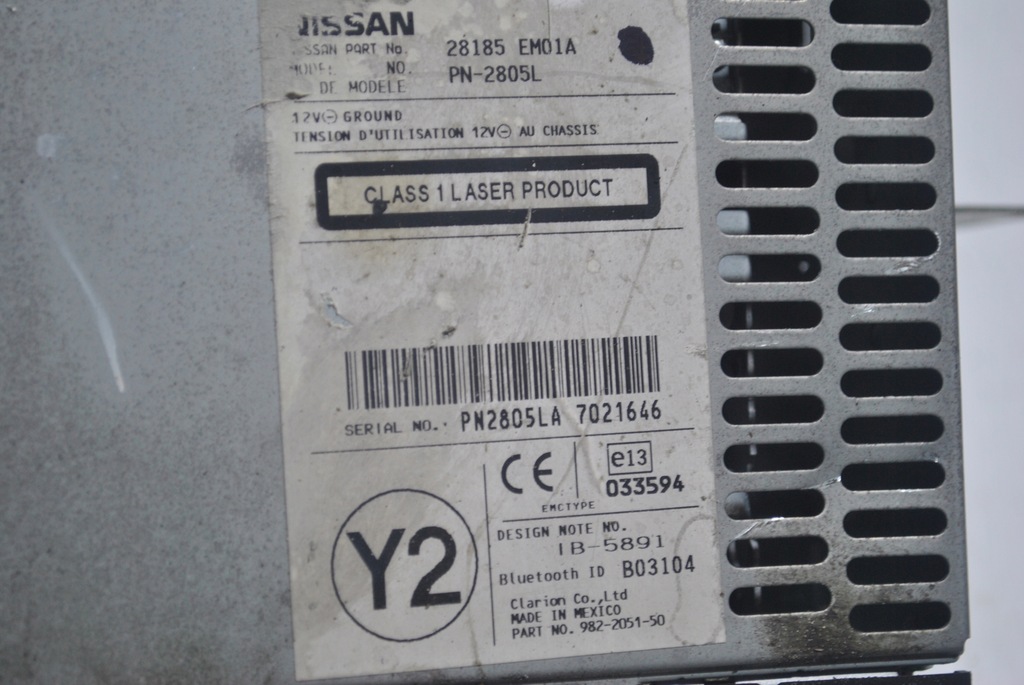 NISSAN
NISSAN PART No. 28185 EM01A
MODEL NO. PN-2805L
DE MODELE
12V⊖ GROUND
TENSION D'UTILISATION 12V⊖ AU CHASSIS
CLASS 1 LASER PRODUCT
SERIAL NO. PN2805LA 7021646
CE e13
033594
EMCTYPE
Y2
DESIGN NOTE NO.
IB-5891
Bluetooth ID B03104
Clarion Co.,Ltd
MADE IN MEXICO
PART NO. 982-2051-50